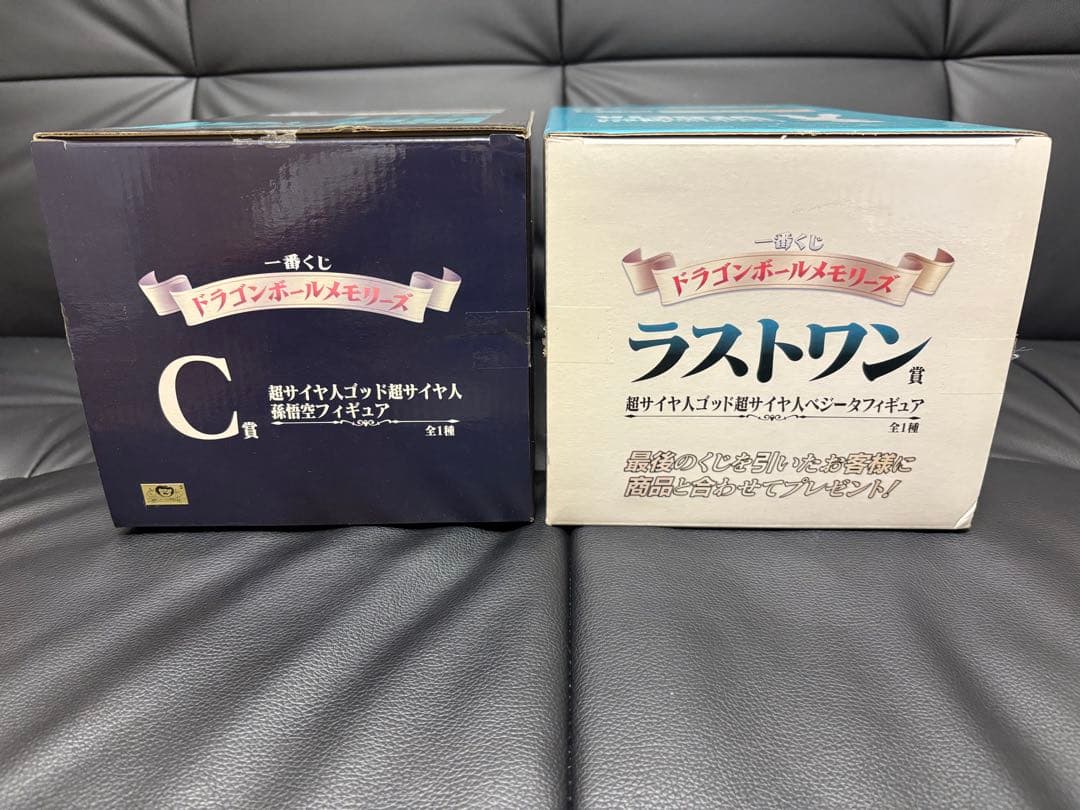 一番くじ
ドラゴンボールメモリーズ
C賞
超サイヤ人ゴッド超サイヤ人
孫悟空フィギュア
全1種
一番くじ
ドラゴンボールメモリーズ
ラストワン賞
超サイヤ人ゴッド超サイヤ人ベジータフィギュア
全1種
最後のくじを引いたお客様に
商品と合わせてプレゼント!